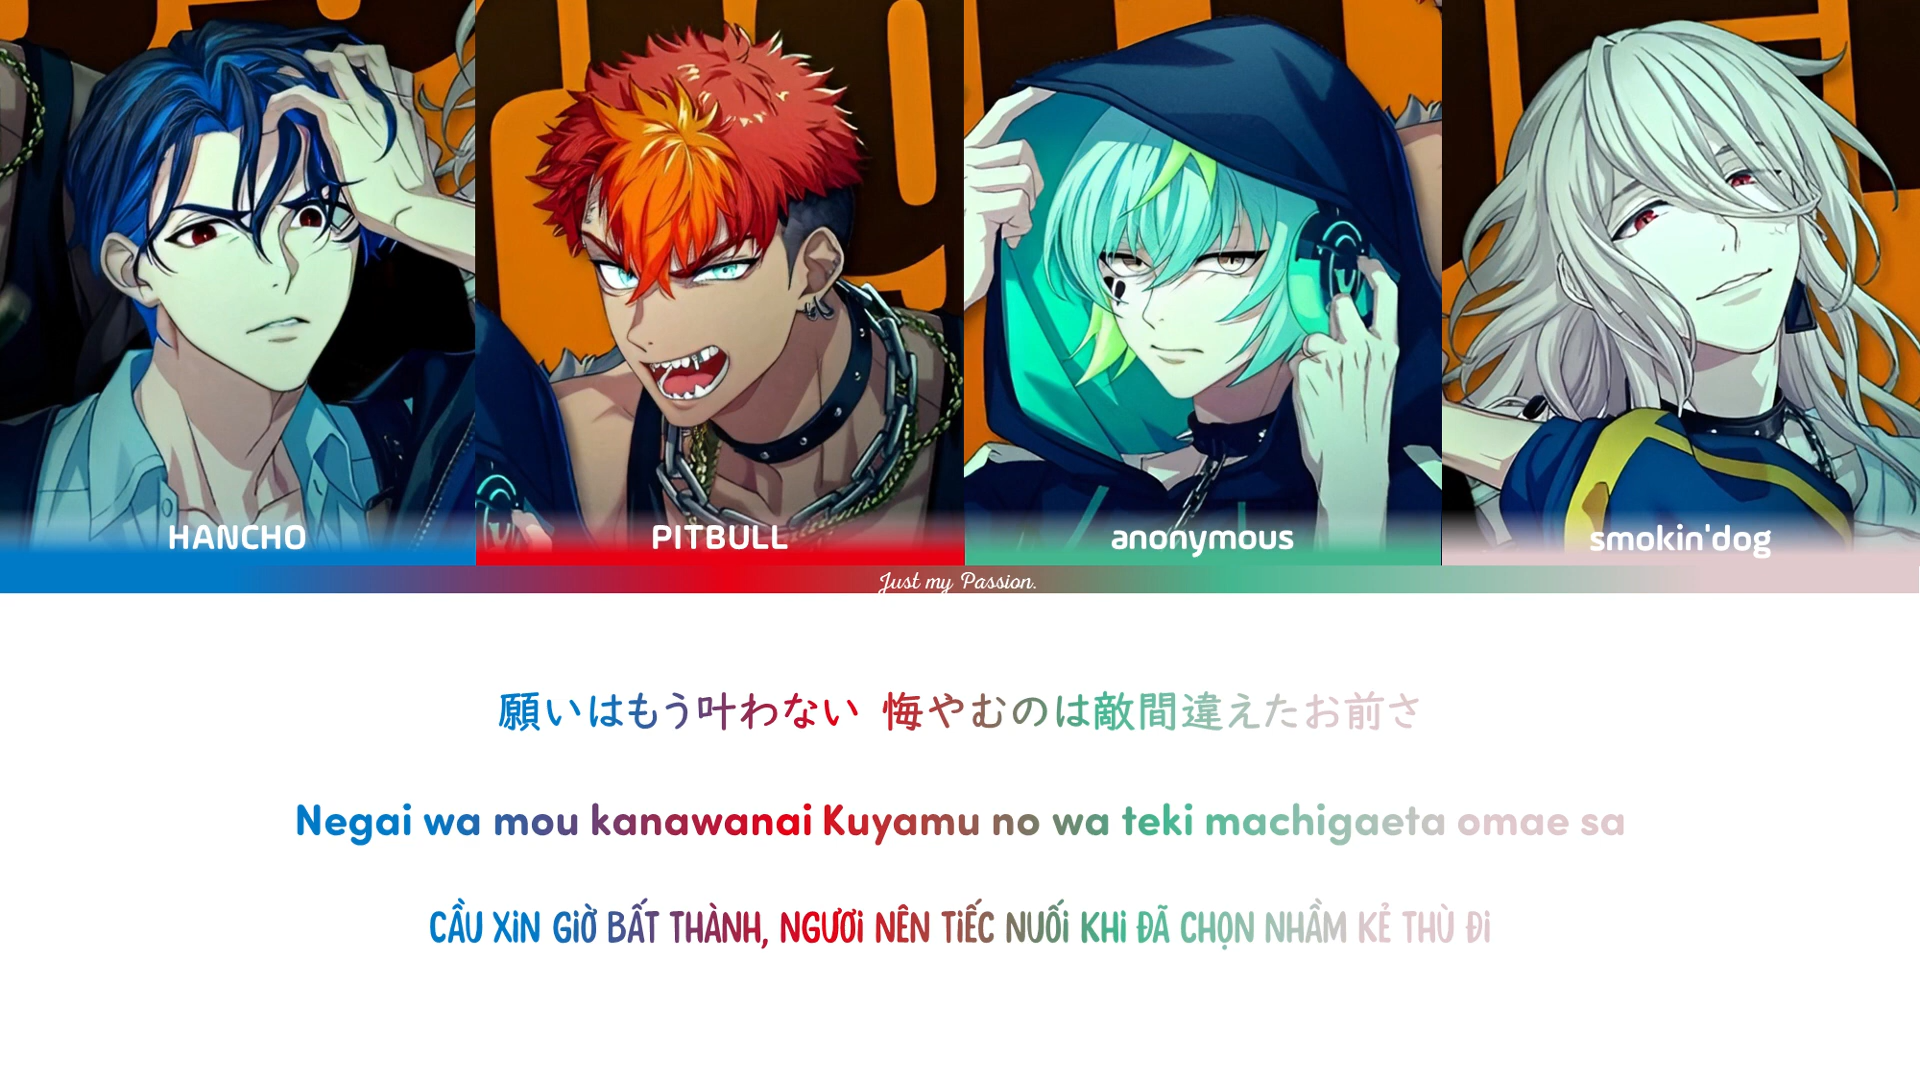 HANCHO
PITBULL
anonymous
smokin'dog
Just my Passion.
願いはもう叶わない 悔やむのは敵間違えたお前さ
Negai wa mou kanawanai Kuyamu no wa teki machigaeta omae sa
CẦU XiN GiỜ BẤT THÀNH, NGƯƠi NÊN TiẾC NUỐi KHi ĐÃ CHỌN NHẦM KẺ THÙ Đi